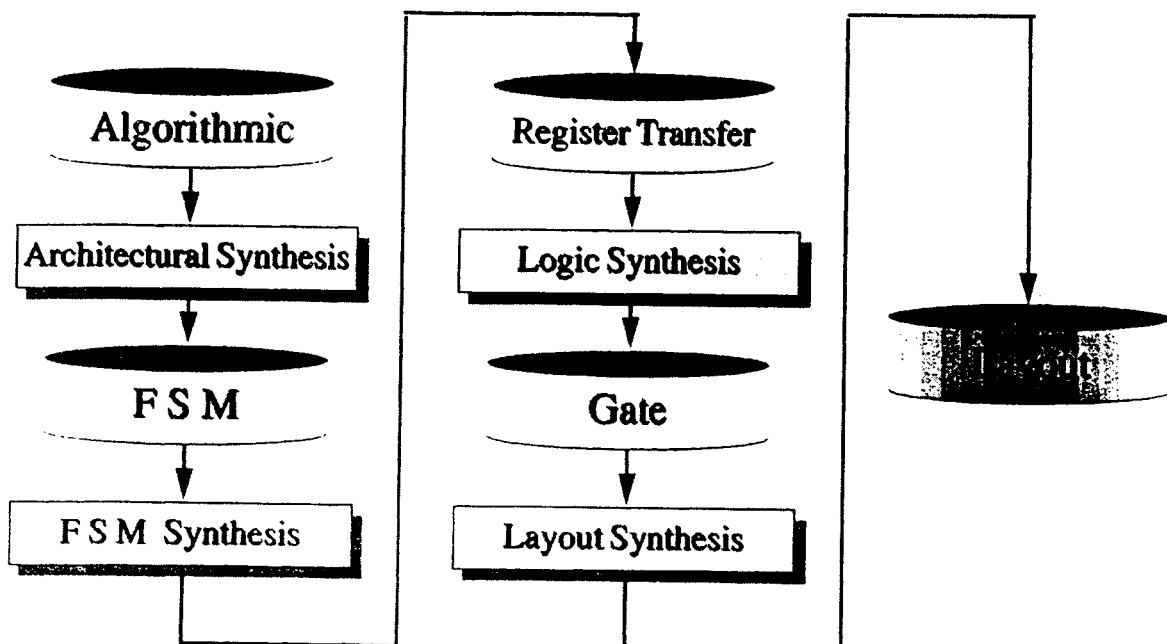 Algorithmic
Architectural Synthesis
F S M
F S M Synthesis
Register Transfer
Logic Synthesis
Gate
Layout Synthesis